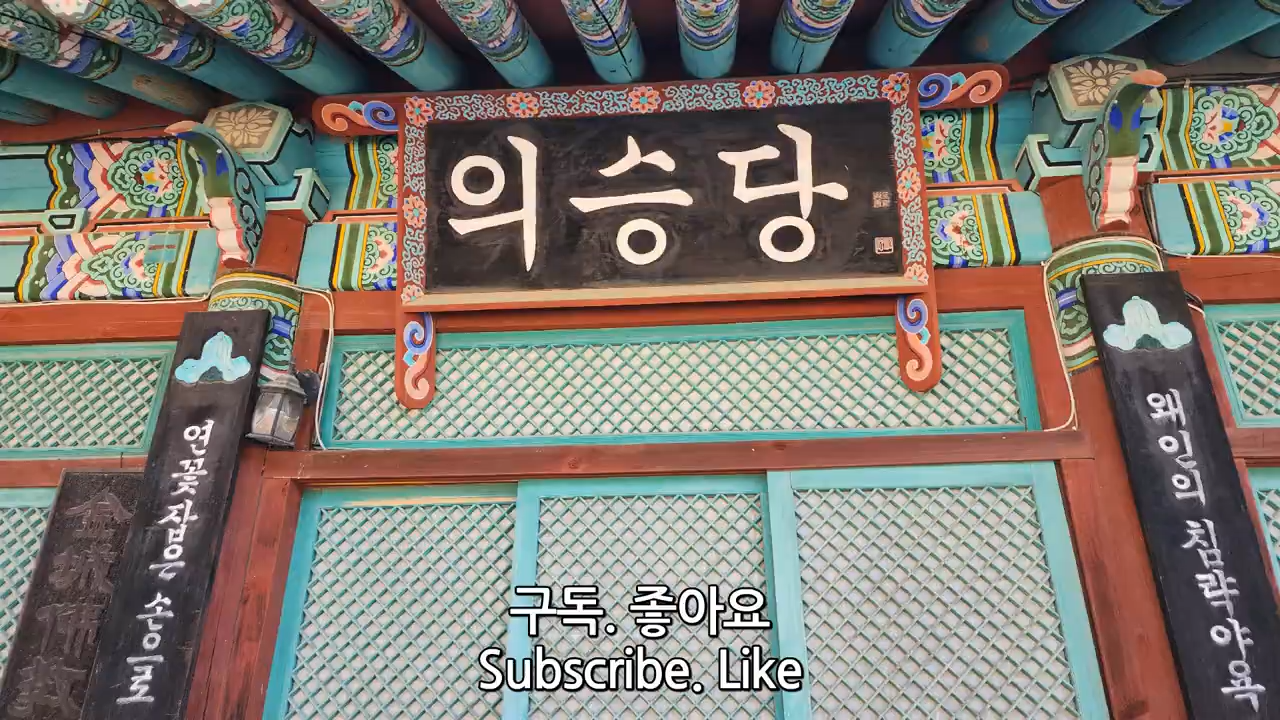 의승당
연꽃잡은 손으로
왜인의 침략야욕
구독. 좋아요
Subscribe. Like